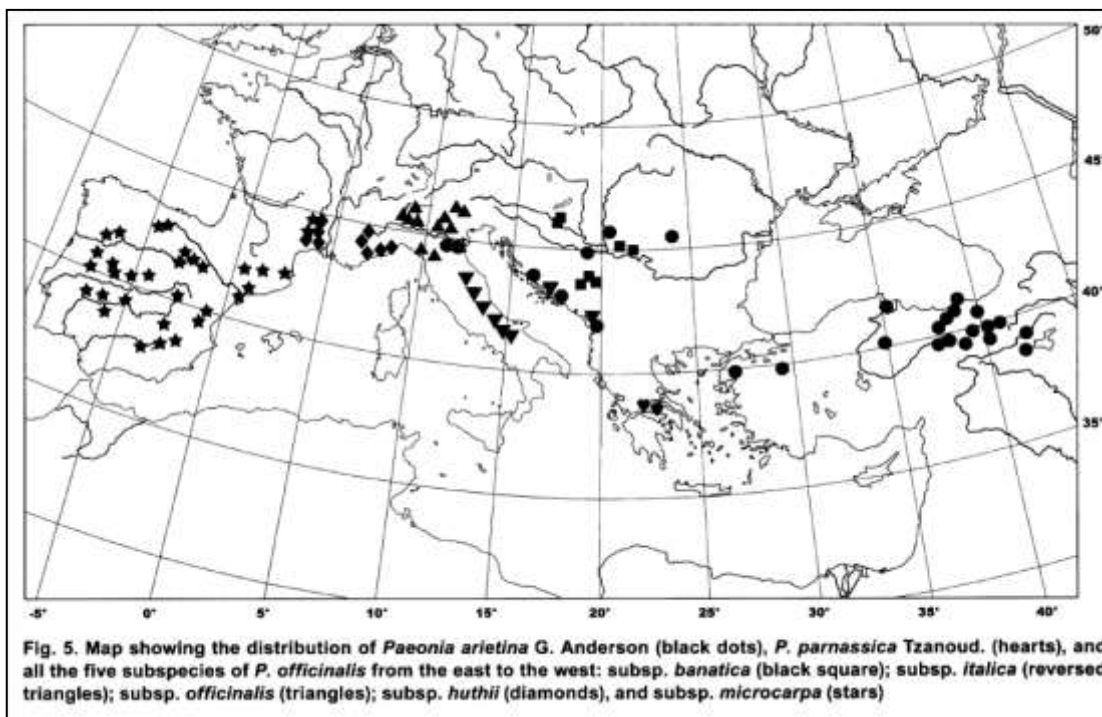 50°
45°
40°
35°
-5° 0° 5° 10° 15° 20° 25° 30° 35° 40°
Fig. 5. Map showing the distribution of Paeonia arietina G. Anderson (black dots), P. parnassica Tzanoud. (hearts), and
all the five subspecies of P. officinalis from the east to the west: subsp. banatica (black square); subsp. italica (reversed
triangles); subsp. officinalis (triangles); subsp. huthii (diamonds), and subsp. microcarpa (stars)